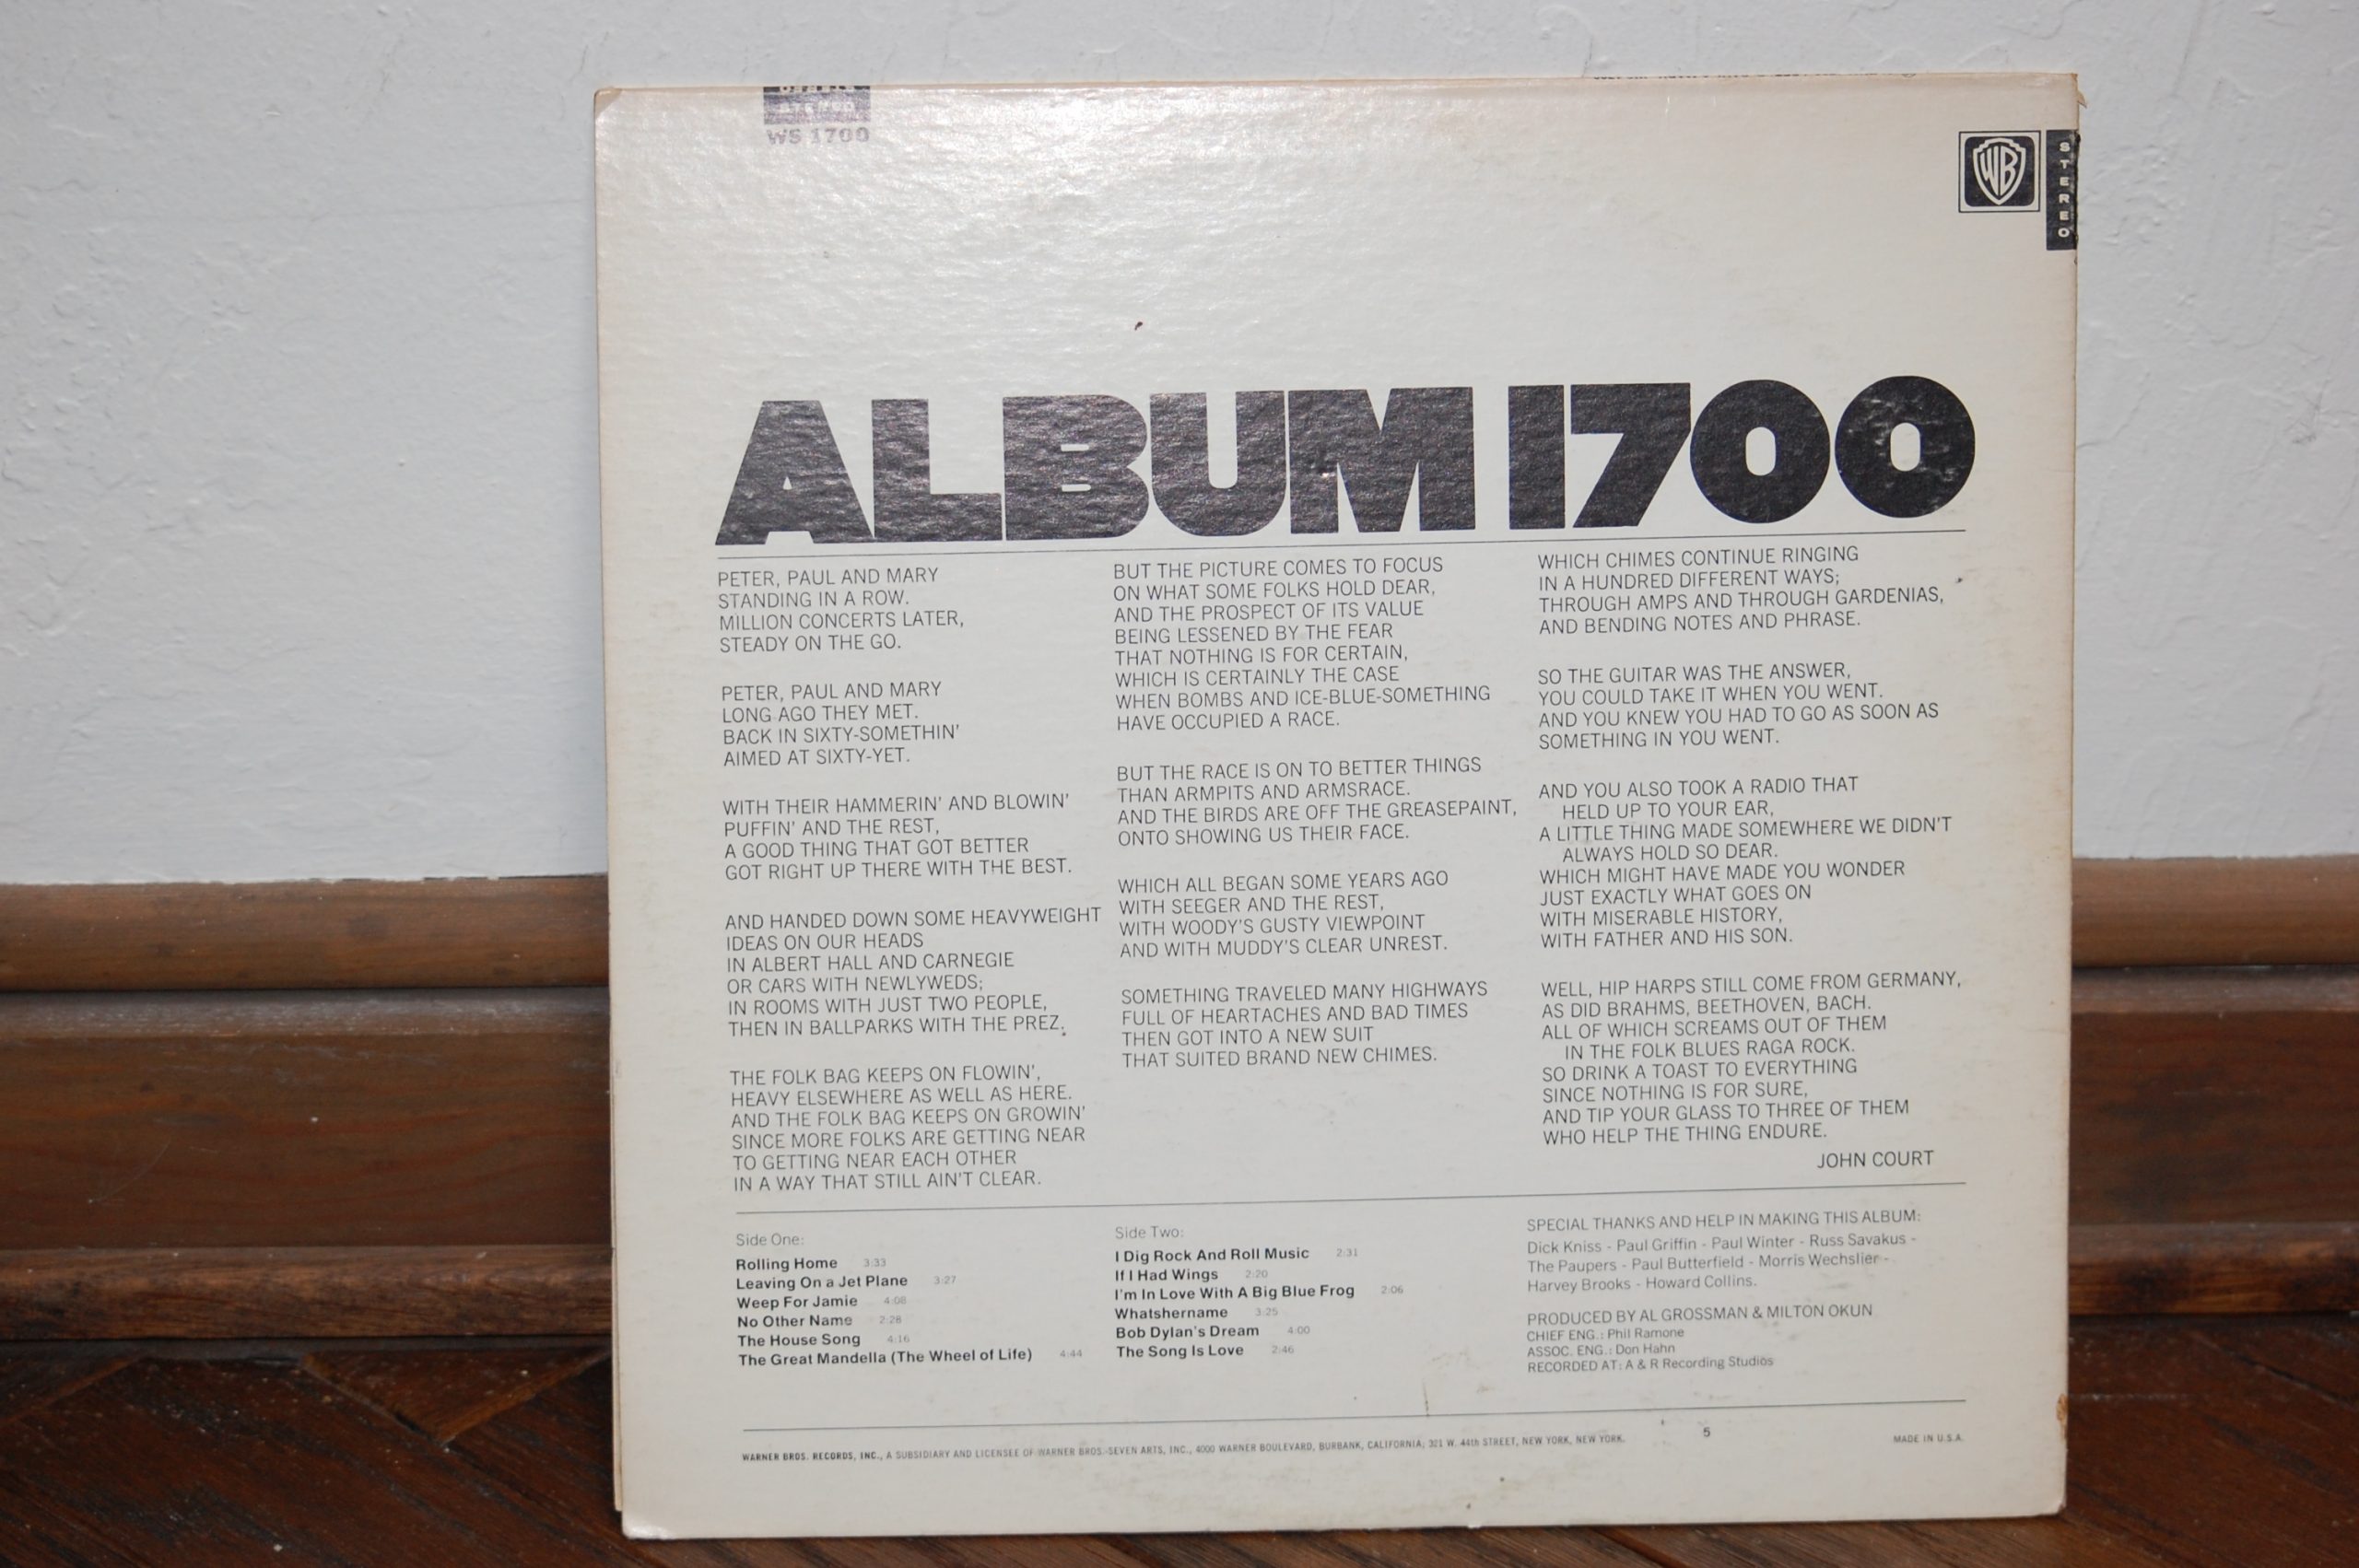 STEREO
WS 1700
WB
STEREO
ALBUM 1700
PETER, PAUL AND MARY
STANDING IN A ROW.
MILLION CONCERTS LATER,
STEADY ON THE GO.
PETER, PAUL AND MARY
LONG AGO THEY MET.
BACK IN SIXTY-SOMETHIN'
AIMED AT SIXTY-YET.
WITH THEIR HAMMERIN' AND BLOWIN'
PUFFIN' AND THE REST,
A GOOD THING THAT GOT BETTER
GOT RIGHT UP THERE WITH THE BEST.
AND HANDED DOWN SOME HEAVYWEIGHT
IDEAS ON OUR HEADS
IN ALBERT HALL AND CARNEGIE
OR CARS WITH NEWLYWEDS;
IN ROOMS WITH JUST TWO PEOPLE,
THEN IN BALLPARKS WITH THE PREZ.
THE FOLK BAG KEEPS ON FLOWIN',
HEAVY ELSEWHERE AS WELL AS HERE.
AND THE FOLK BAG KEEPS ON GROWIN'
SINCE MORE FOLKS ARE GETTING NEAR
TO GETTING NEAR EACH OTHER
IN A WAY THAT STILL AIN'T CLEAR.
BUT THE PICTURE COMES TO FOCUS
ON WHAT SOME FOLKS HOLD DEAR,
AND THE PROSPECT OF ITS VALUE
BEING LESSENED BY THE FEAR
THAT NOTHING IS FOR CERTAIN,
WHICH IS CERTAINLY THE CASE
WHEN BOMBS AND ICE-BLUE-SOMETHING
HAVE OCCUPIED A RACE.
BUT THE RACE IS ON TO BETTER THINGS
THAN ARMPITS AND ARMSRACE.
AND THE BIRDS ARE OFF THE GREASEPAINT,
ONTO SHOWING US THEIR FACE.
WHICH ALL BEGAN SOME YEARS AGO
WITH SEEGER AND THE REST,
WITH WOODY'S GUSTY VIEWPOINT
AND WITH MUDDY'S CLEAR UNREST.
SOMETHING TRAVELED MANY HIGHWAYS
FULL OF HEARTACHES AND BAD TIMES
THEN GOT INTO A NEW SUIT
THAT SUITED BRAND NEW CHIMES.
WHICH CHIMES CONTINUE RINGING
IN A HUNDRED DIFFERENT WAYS;
THROUGH AMPS AND THROUGH GARDENIAS,
AND BENDING NOTES AND PHRASE.
SO THE GUITAR WAS THE ANSWER,
YOU COULD TAKE IT WHEN YOU WENT.
AND YOU KNEW YOU HAD TO GO AS SOON AS
SOMETHING IN YOU WENT.
AND YOU ALSO TOOK A RADIO THAT
HELD UP TO YOUR EAR,
A LITTLE THING MADE SOMEWHERE WE DIDN'T
ALWAYS HOLD SO DEAR.
WHICH MIGHT HAVE MADE YOU WONDER
JUST EXACTLY WHAT GOES ON
WITH MISERABLE HISTORY,
WITH FATHER AND HIS SON.
WELL, HIP HARPS STILL COME FROM GERMANY,
AS DID BRAHMS, BEETHOVEN, BACH.
ALL OF WHICH SCREAMS OUT OF THEM
IN THE FOLK BLUES RAGA ROCK.
SO DRINK A TOAST TO EVERYTHING
SINCE NOTHING IS FOR SURE,
AND TIP YOUR GLASS TO THREE OF THEM
WHO HELP THE THING ENDURE.
JOHN COURT
Side One:
Rolling Home 3:33
Leaving On a Jet Plane 3:27
Weep For Jamie 4:08
No Other Name 2:28
The House Song 4:16
The Great Mandella (The Wheel of Life) 4:44
Side Two:
I Dig Rock And Roll Music 2:31
If I Had Wings 2:20
I'm In Love With A Big Blue Frog 2:06
Whatshername 3:25
Bob Dylan's Dream 4:00
The Song Is Love 2:46
SPECIAL THANKS AND HELP IN MAKING THIS ALBUM:
Dick Kniss - Paul Griffin - Paul Winter - Russ Savakus -
The Paupers - Paul Butterfield - Morris Wechslier -
Harvey Brooks - Howard Collins.
PRODUCED BY AL GROSSMAN & MILTON OKUN
CHIEF ENG.: Phil Ramone
ASSOC. ENG.: Don Hahn
RECORDED AT: A & R Recording Studios
WARNER BROS. RECORDS, INC., A SUBSIDIARY AND LICENSEE OF WARNER BROS.-SEVEN ARTS, INC., 4000 WARNER BOULEVARD, BURBANK, CALIFORNIA; 321 W. 44th STREET, NEW YORK, NEW YORK.
5
MADE IN U.S.A.